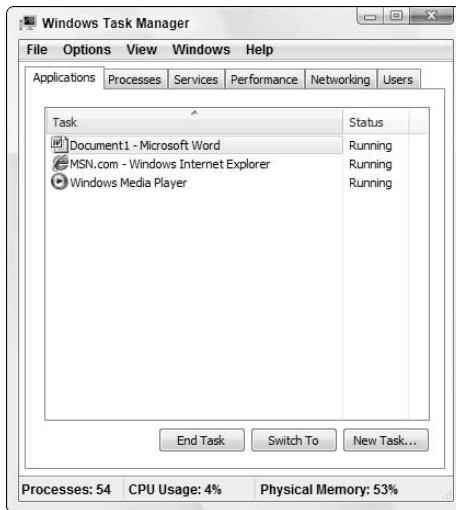 Windows Task Manager
File Options View Windows Help
Applications Processes Services Performance Networking Users
Task Status
Document1 - Microsoft Word Running
MSN.com - Windows Internet Explorer Running
Windows Media Player Running
End Task Switch To New Task...
Processes: 54 CPU Usage: 4% Physical Memory: 53%